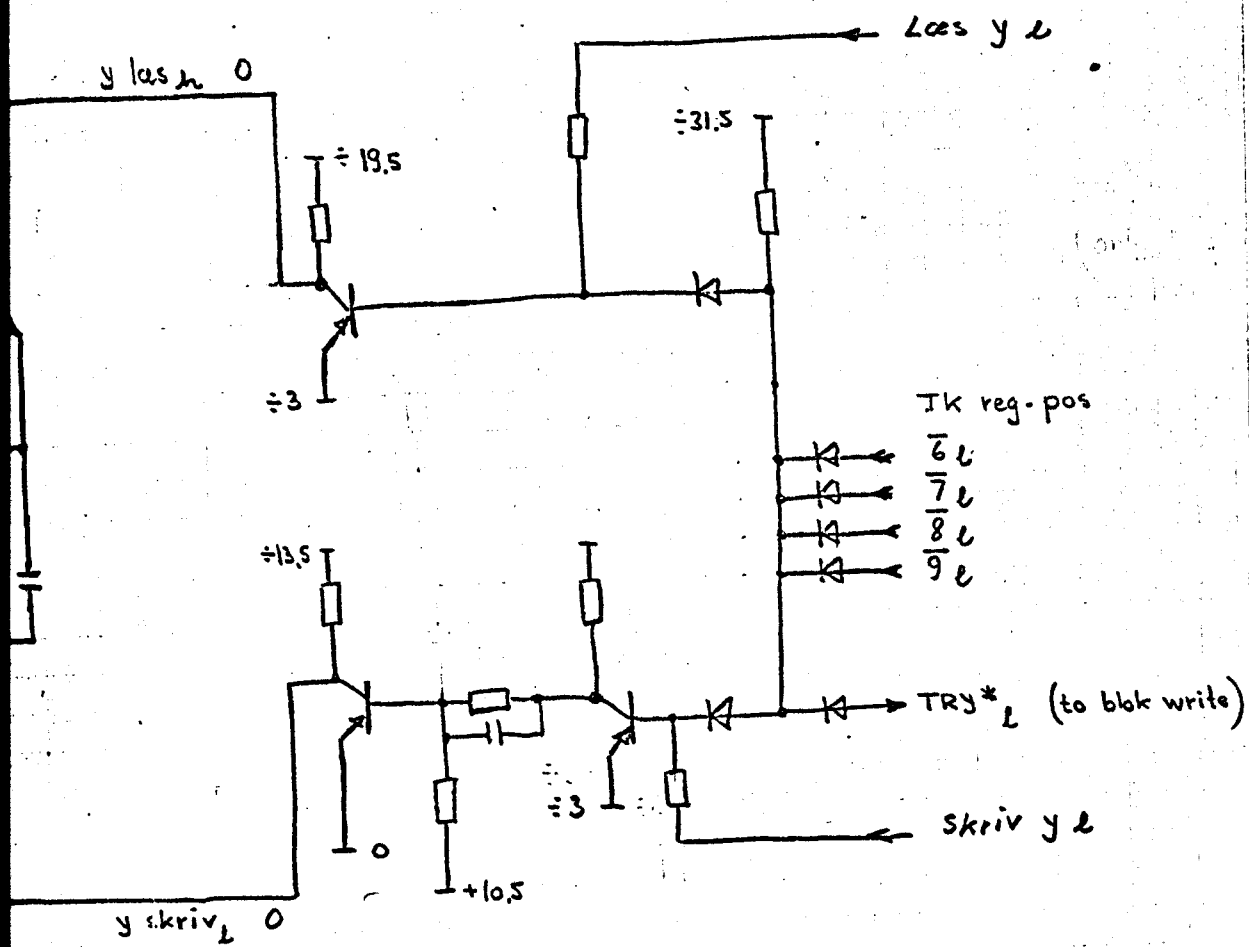 Læs y l
y læs h 0
÷31,5
÷19,5
÷3
IK reg. pos
6̅ l
7̅ l
8̅ l
9̅ l
÷13,5
TRY* l (to blok write)
÷3
Skriv y l
0
+10,5
y skriv l 0